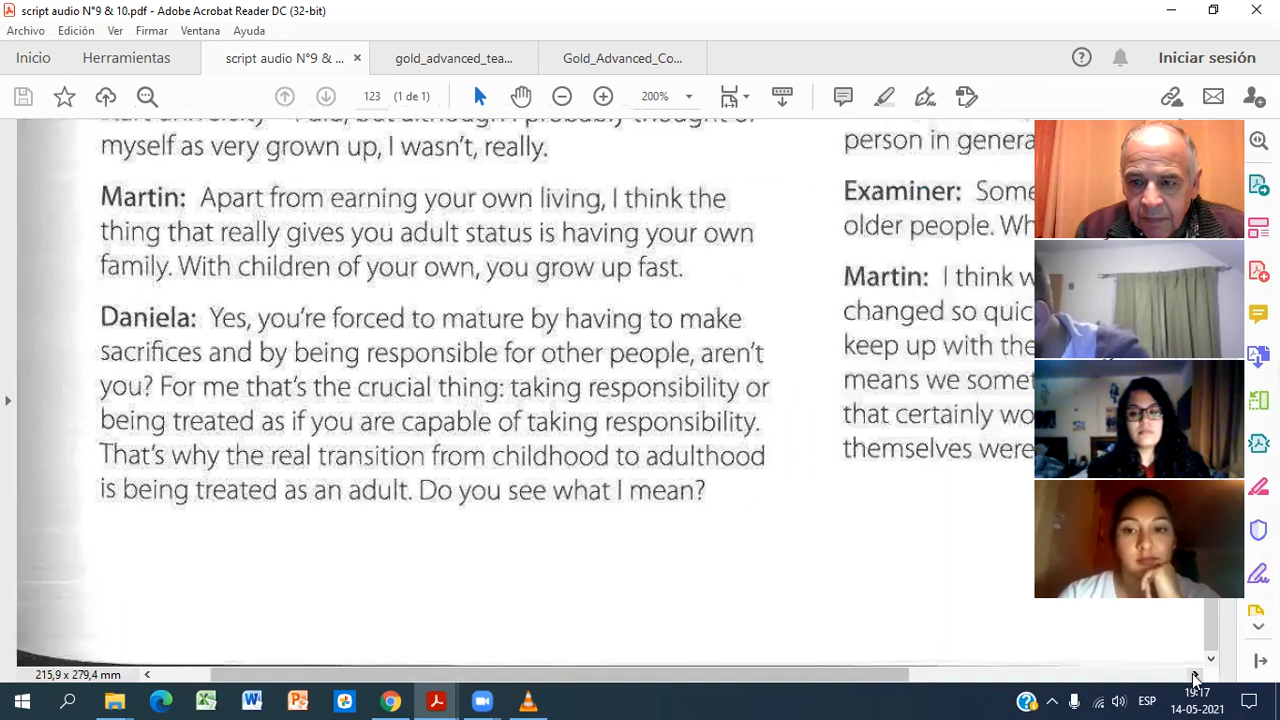 script audio N°9 & 10.pdf - Adobe Acrobat Reader DC (32-bit)
Archivo Edición Ver Firmar Ventana Ayuda
Inicio Herramientas script audio N°9 & ... × gold_advanced_tea... Gold_Advanced_Co... Iniciar sesión
123 (1 de 1) 200%
myself as very grown up, I wasn't, really.
Martin: Apart from earning your own living, I think the
thing that really gives you adult status is having your own
family. With children of your own, you grow up fast.
Daniela: Yes, you're forced to mature by having to make
sacrifices and by being responsible for other people, aren't
you? For me that's the crucial thing: taking responsibility or
being treated as if you are capable of taking responsibility.
That's why the real transition from childhood to adulthood
is being treated as an adult. Do you see what I mean?
person in genera
Examiner: Some
older people. Wh
Martin: I think w
changed so quic
keep up with the
means we somet
that certainly wo
themselves were
215,9 x 279,4 mm
ESP
19:17
14-05-2021